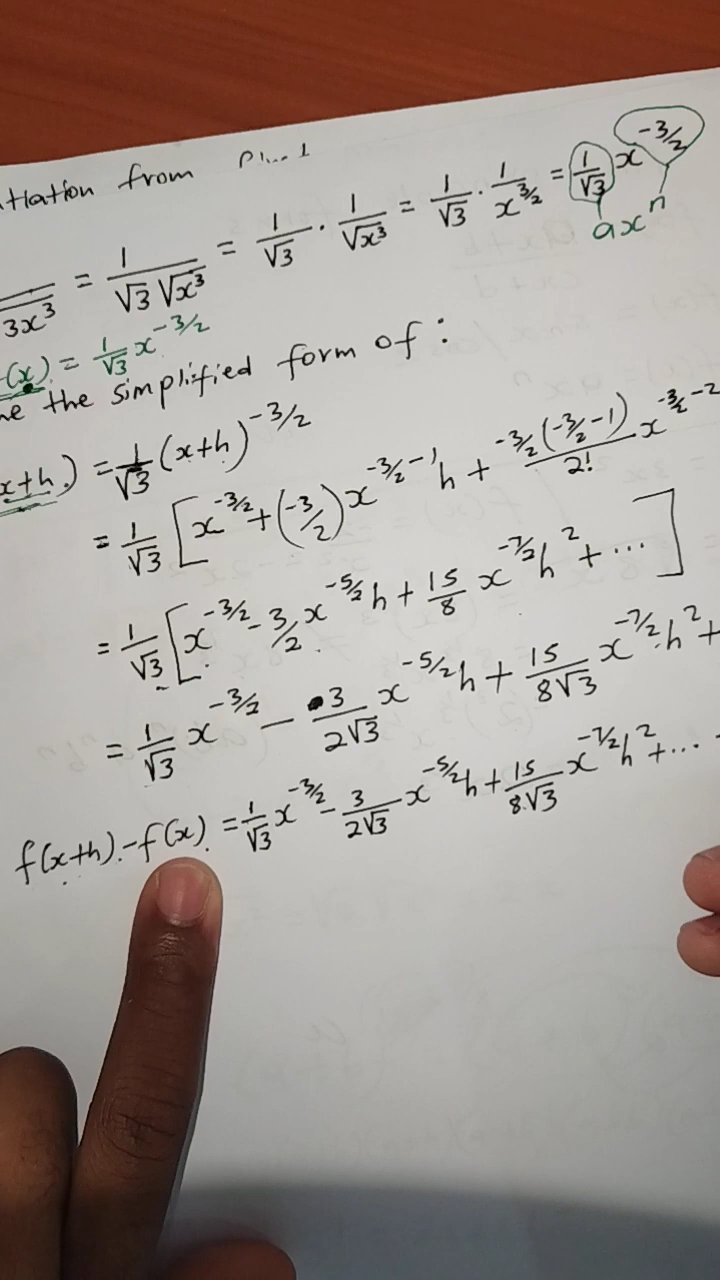 from
3x³ = 1/(√3 √x³) = 1/√3 · 1/√x³ = 1/√3 · 1/x^(3/2) = 1/√3 x^(-3/2)
axⁿ
(x) = 1/√3 x^(-3/2)
the simplified form of :
x+h) = 1/√3 (x+h)^(-3/2)
= 1/√3 [x^(-3/2) + (-3/2) x^(-3/2 -1) h + (-3/2(-3/2 -1))/2! x^(-3/2 -2)
= 1/√3 [x^(-3/2) - 3/2 x^(-5/2) h + 15/8 x^(-7/2) h² + ...]
= 1/√3 x^(-3/2) - 3/(2√3) x^(-5/2) h + 15/(8√3) x^(-7/2) h² +
f(x+h) - f(x) = 1/√3 x^(-3/2) - 3/(2√3) x^(-5/2) h + 15/(8√3) x^(-7/2) h² + ... -